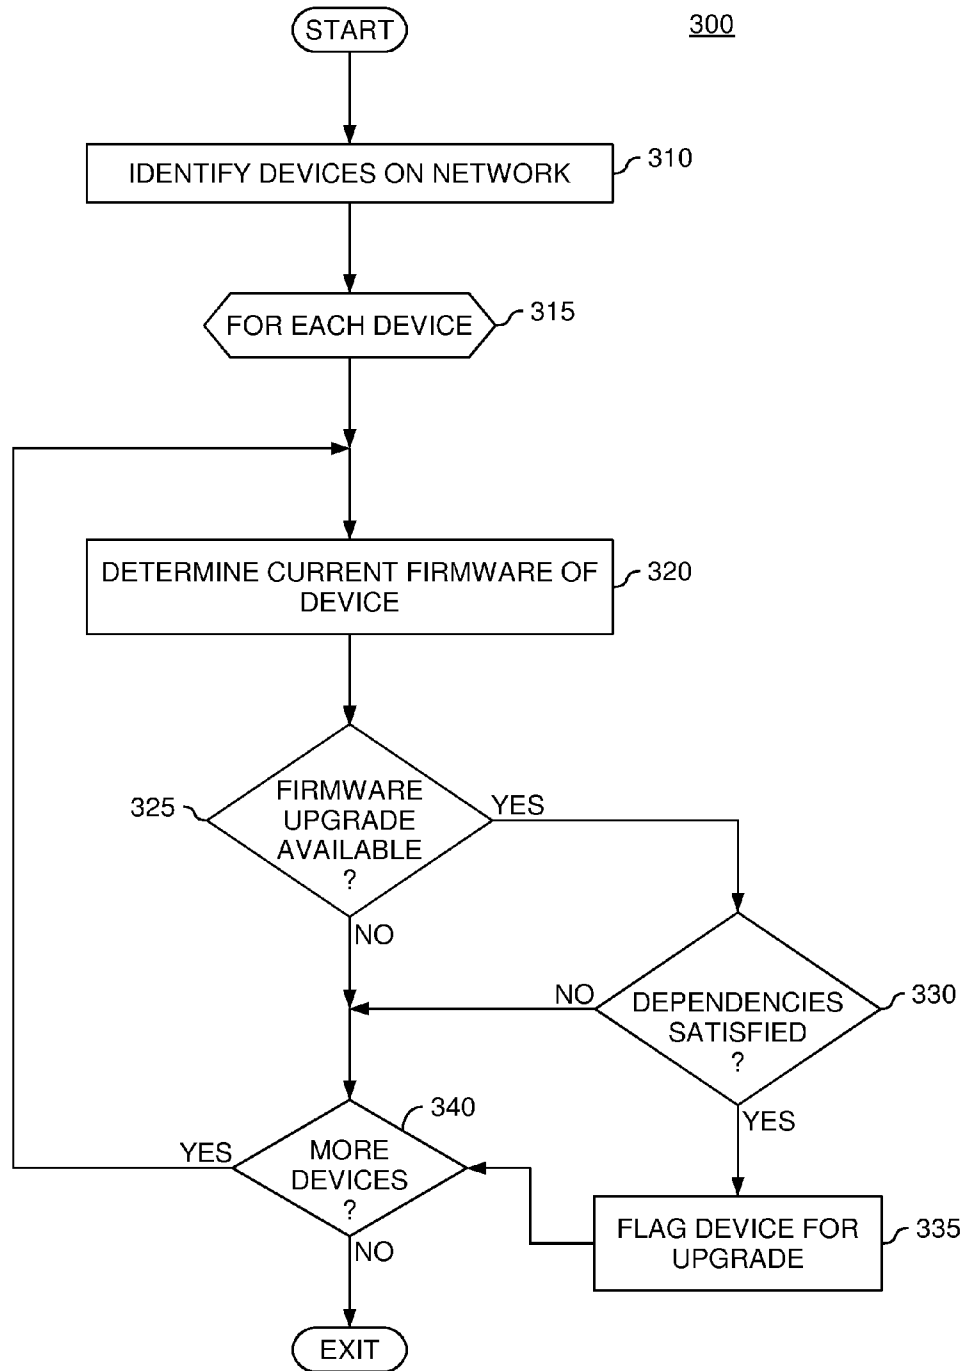 START
300
IDENTIFY DEVICES ON NETWORK
310
FOR EACH DEVICE
315
DETERMINE CURRENT FIRMWARE OF
DEVICE
320
325
FIRMWARE
UPGRADE
AVAILABLE
?
YES
NO
330
DEPENDENCIES
SATISFIED
?
NO
YES
340
MORE
DEVICES
?
YES
NO
FLAG DEVICE FOR
UPGRADE
335
EXIT